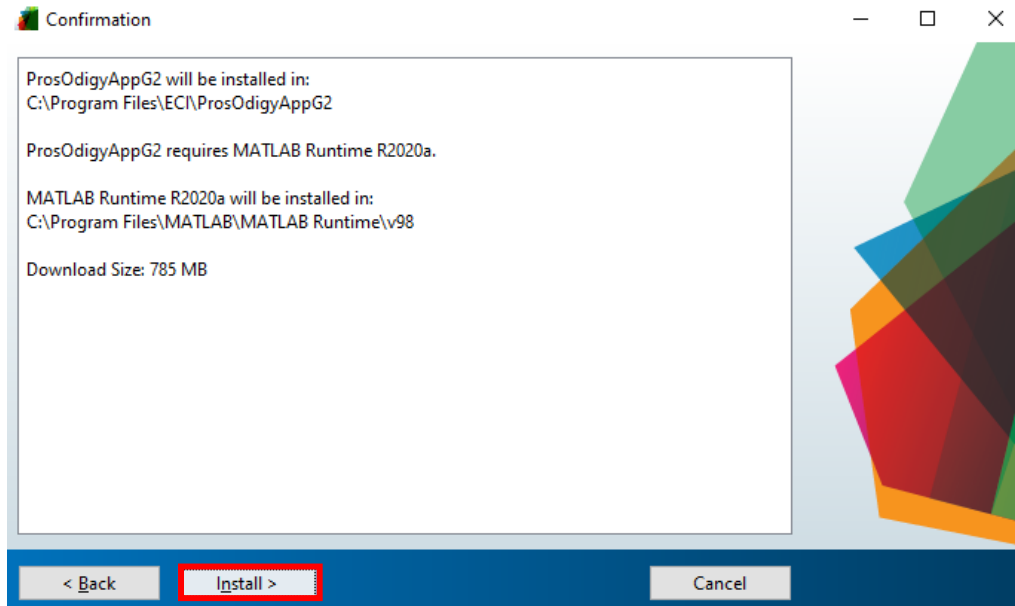 Confirmation
ProsOdigyAppG2 will be installed in:
C:\Program Files\ECI\ProsOdigyAppG2
ProsOdigyAppG2 requires MATLAB Runtime R2020a.
MATLAB Runtime R2020a will be installed in:
C:\Program Files\MATLAB\MATLAB Runtime\v98
Download Size: 785 MB
< Back
Install >
Cancel